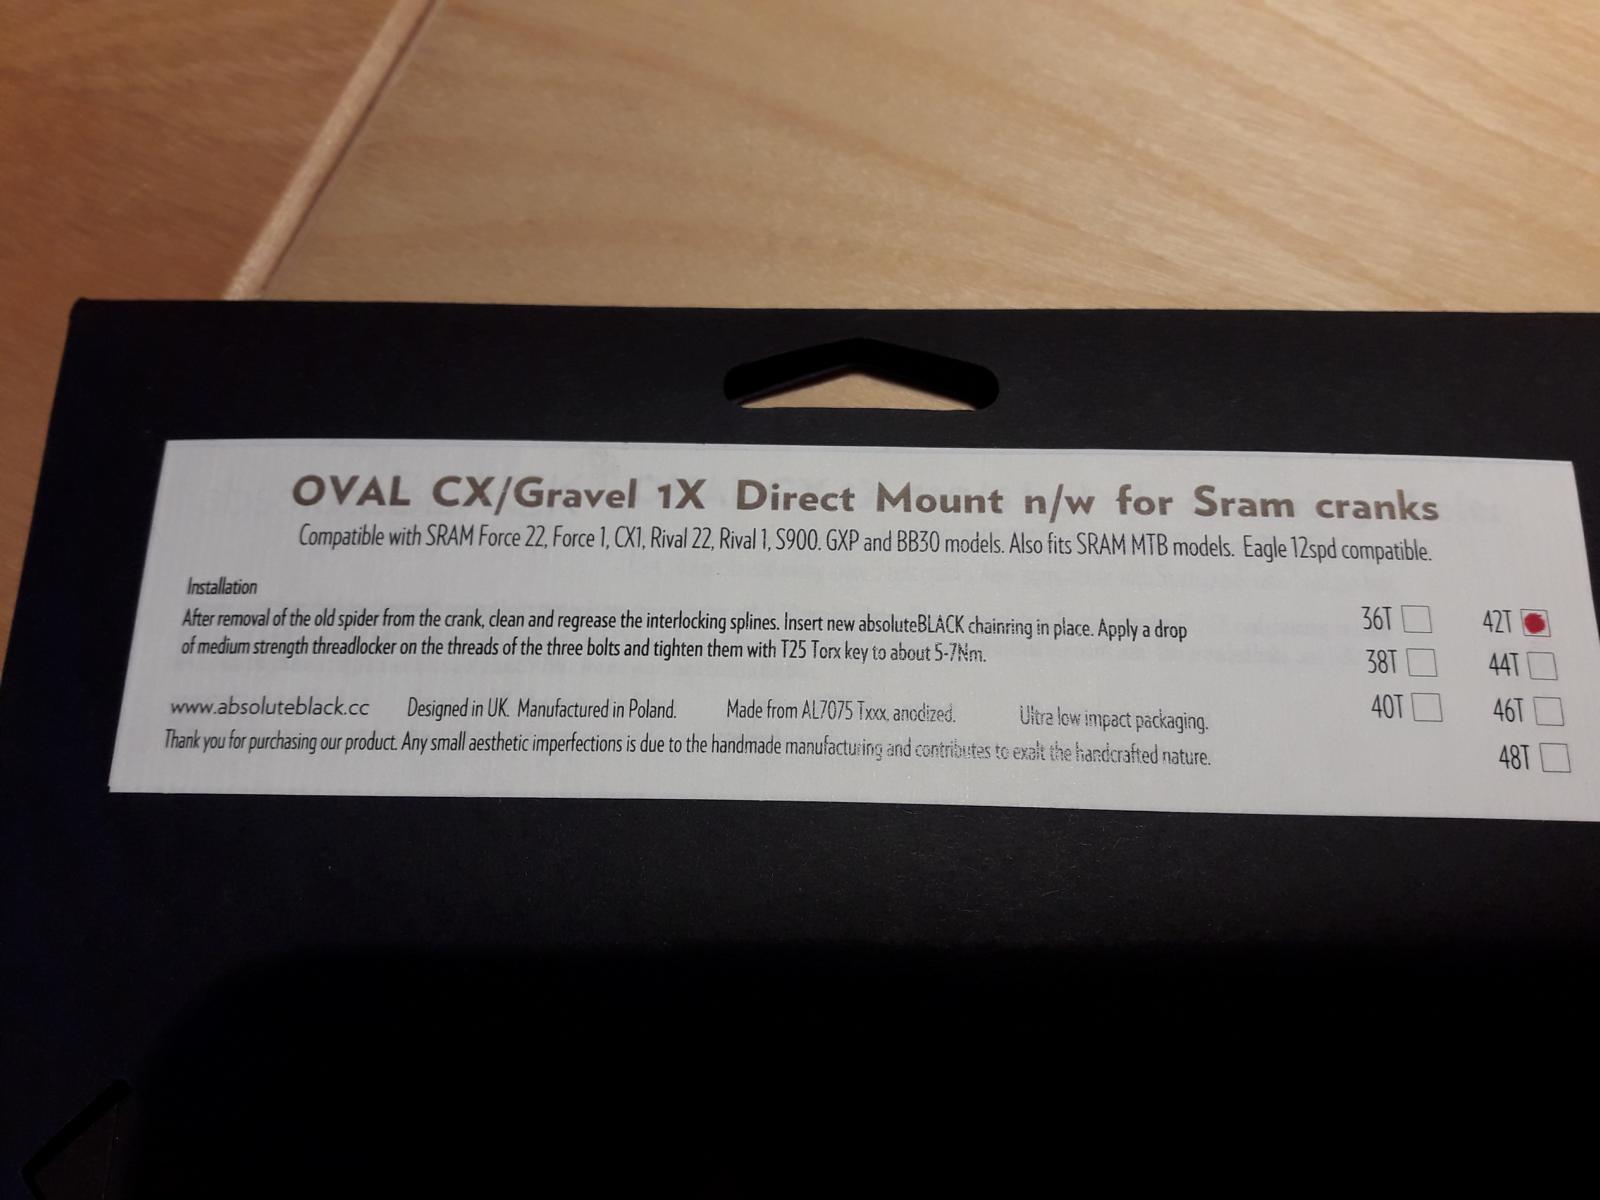 OVAL CX/Gravel 1X Direct Mount n/w for Sram cranks
Compatible with SRAM Force 22, Force 1, CX1, Rival 22, Rival 1, S900. GXP and BB30 models. Also fits SRAM MTB models. Eagle 12spd compatible.
Installation
After removal of the old spider from the crank, clean and regrease the interlocking splines. Insert new absoluteBLACK chainring in place. Apply a drop
of medium strength threadlocker on the threads of the three bolts and tighten them with T25 Torx key to about 5-7Nm.
www.absoluteblack.cc Designed in UK. Manufactured in Poland. Made from AL7075 Txxx, anodized. Ultra low impact packaging.
Thank you for purchasing our product. Any small aesthetic imperfections is due to the handmade manufacturing and contributes to exalt the handcrafted nature.
36T 42T
38T 44T
40T 46T
48T